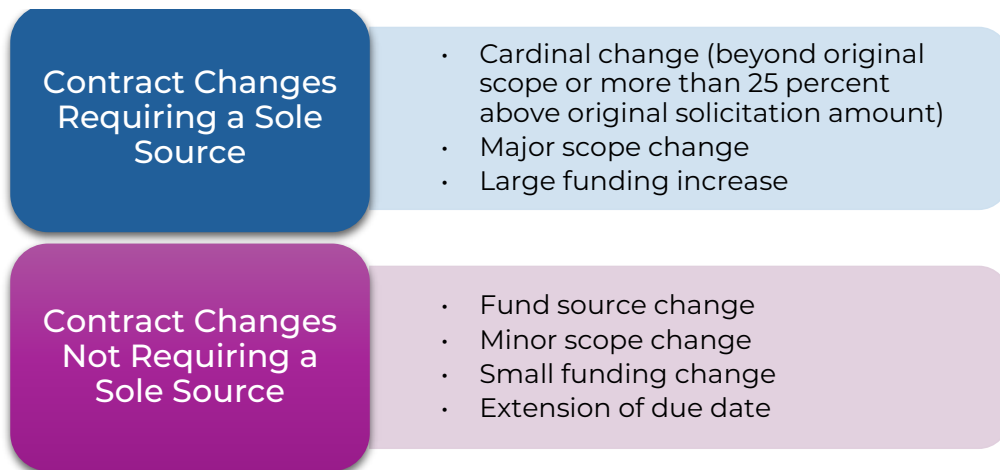 Contract Changes
Requiring a Sole
Source
· Cardinal change (beyond original
scope or more than 25 percent
above original solicitation amount)
· Major scope change
· Large funding increase
Contract Changes
Not Requiring a
Sole Source
· Fund source change
· Minor scope change
· Small funding change
· Extension of due date